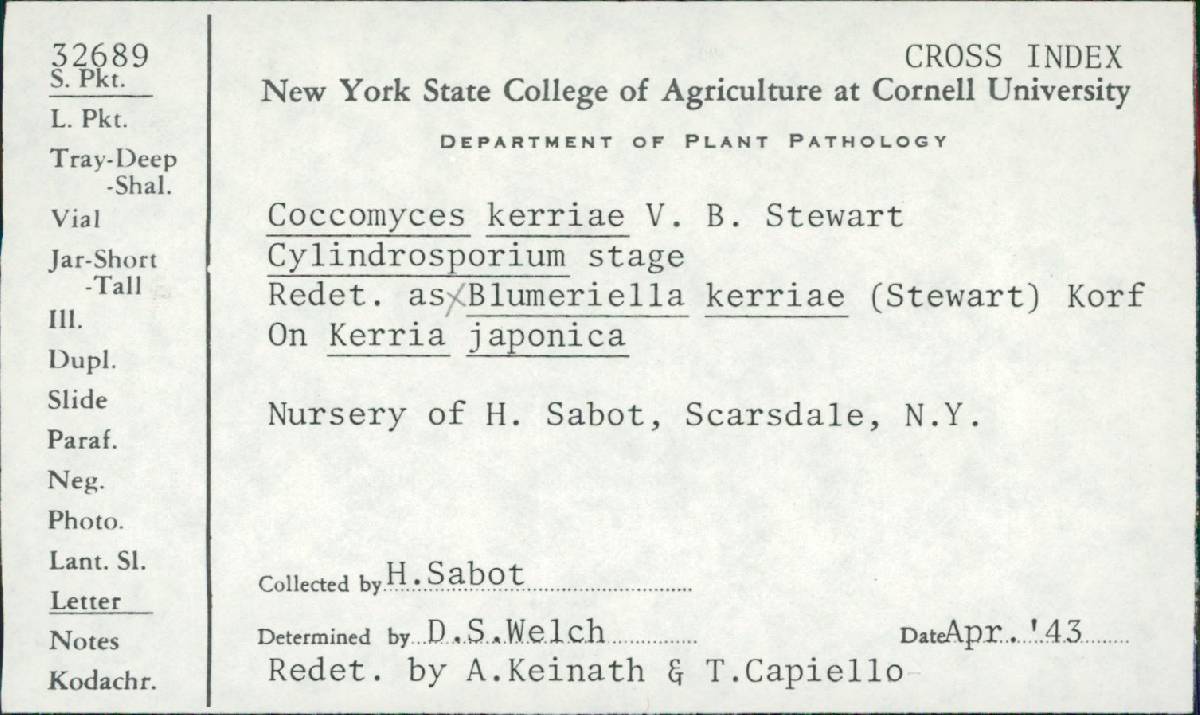 32689
S. Pkt.
L. Pkt.
Tray-Deep
-Shal.
Vial
Jar-Short
-Tall
Ill.
Dupl.
Slide
Paraf.
Neg.
Photo.
Lant. Sl.
Letter
Notes
Kodachr.
CROSS INDEX
New York State College of Agriculture at Cornell University
DEPARTMENT OF PLANT PATHOLOGY
Coccomyces kerriae V. B. Stewart
Cylindrosporium stage
Redet. as Blumeriella kerriae (Stewart) Korf
On Kerria japonica
Nursery of H. Sabot, Scarsdale, N.Y.
Collected by H.Sabot
Determined by D.S.Welch Date Apr. '43
Redet. by A.Keinath & T.Capiello